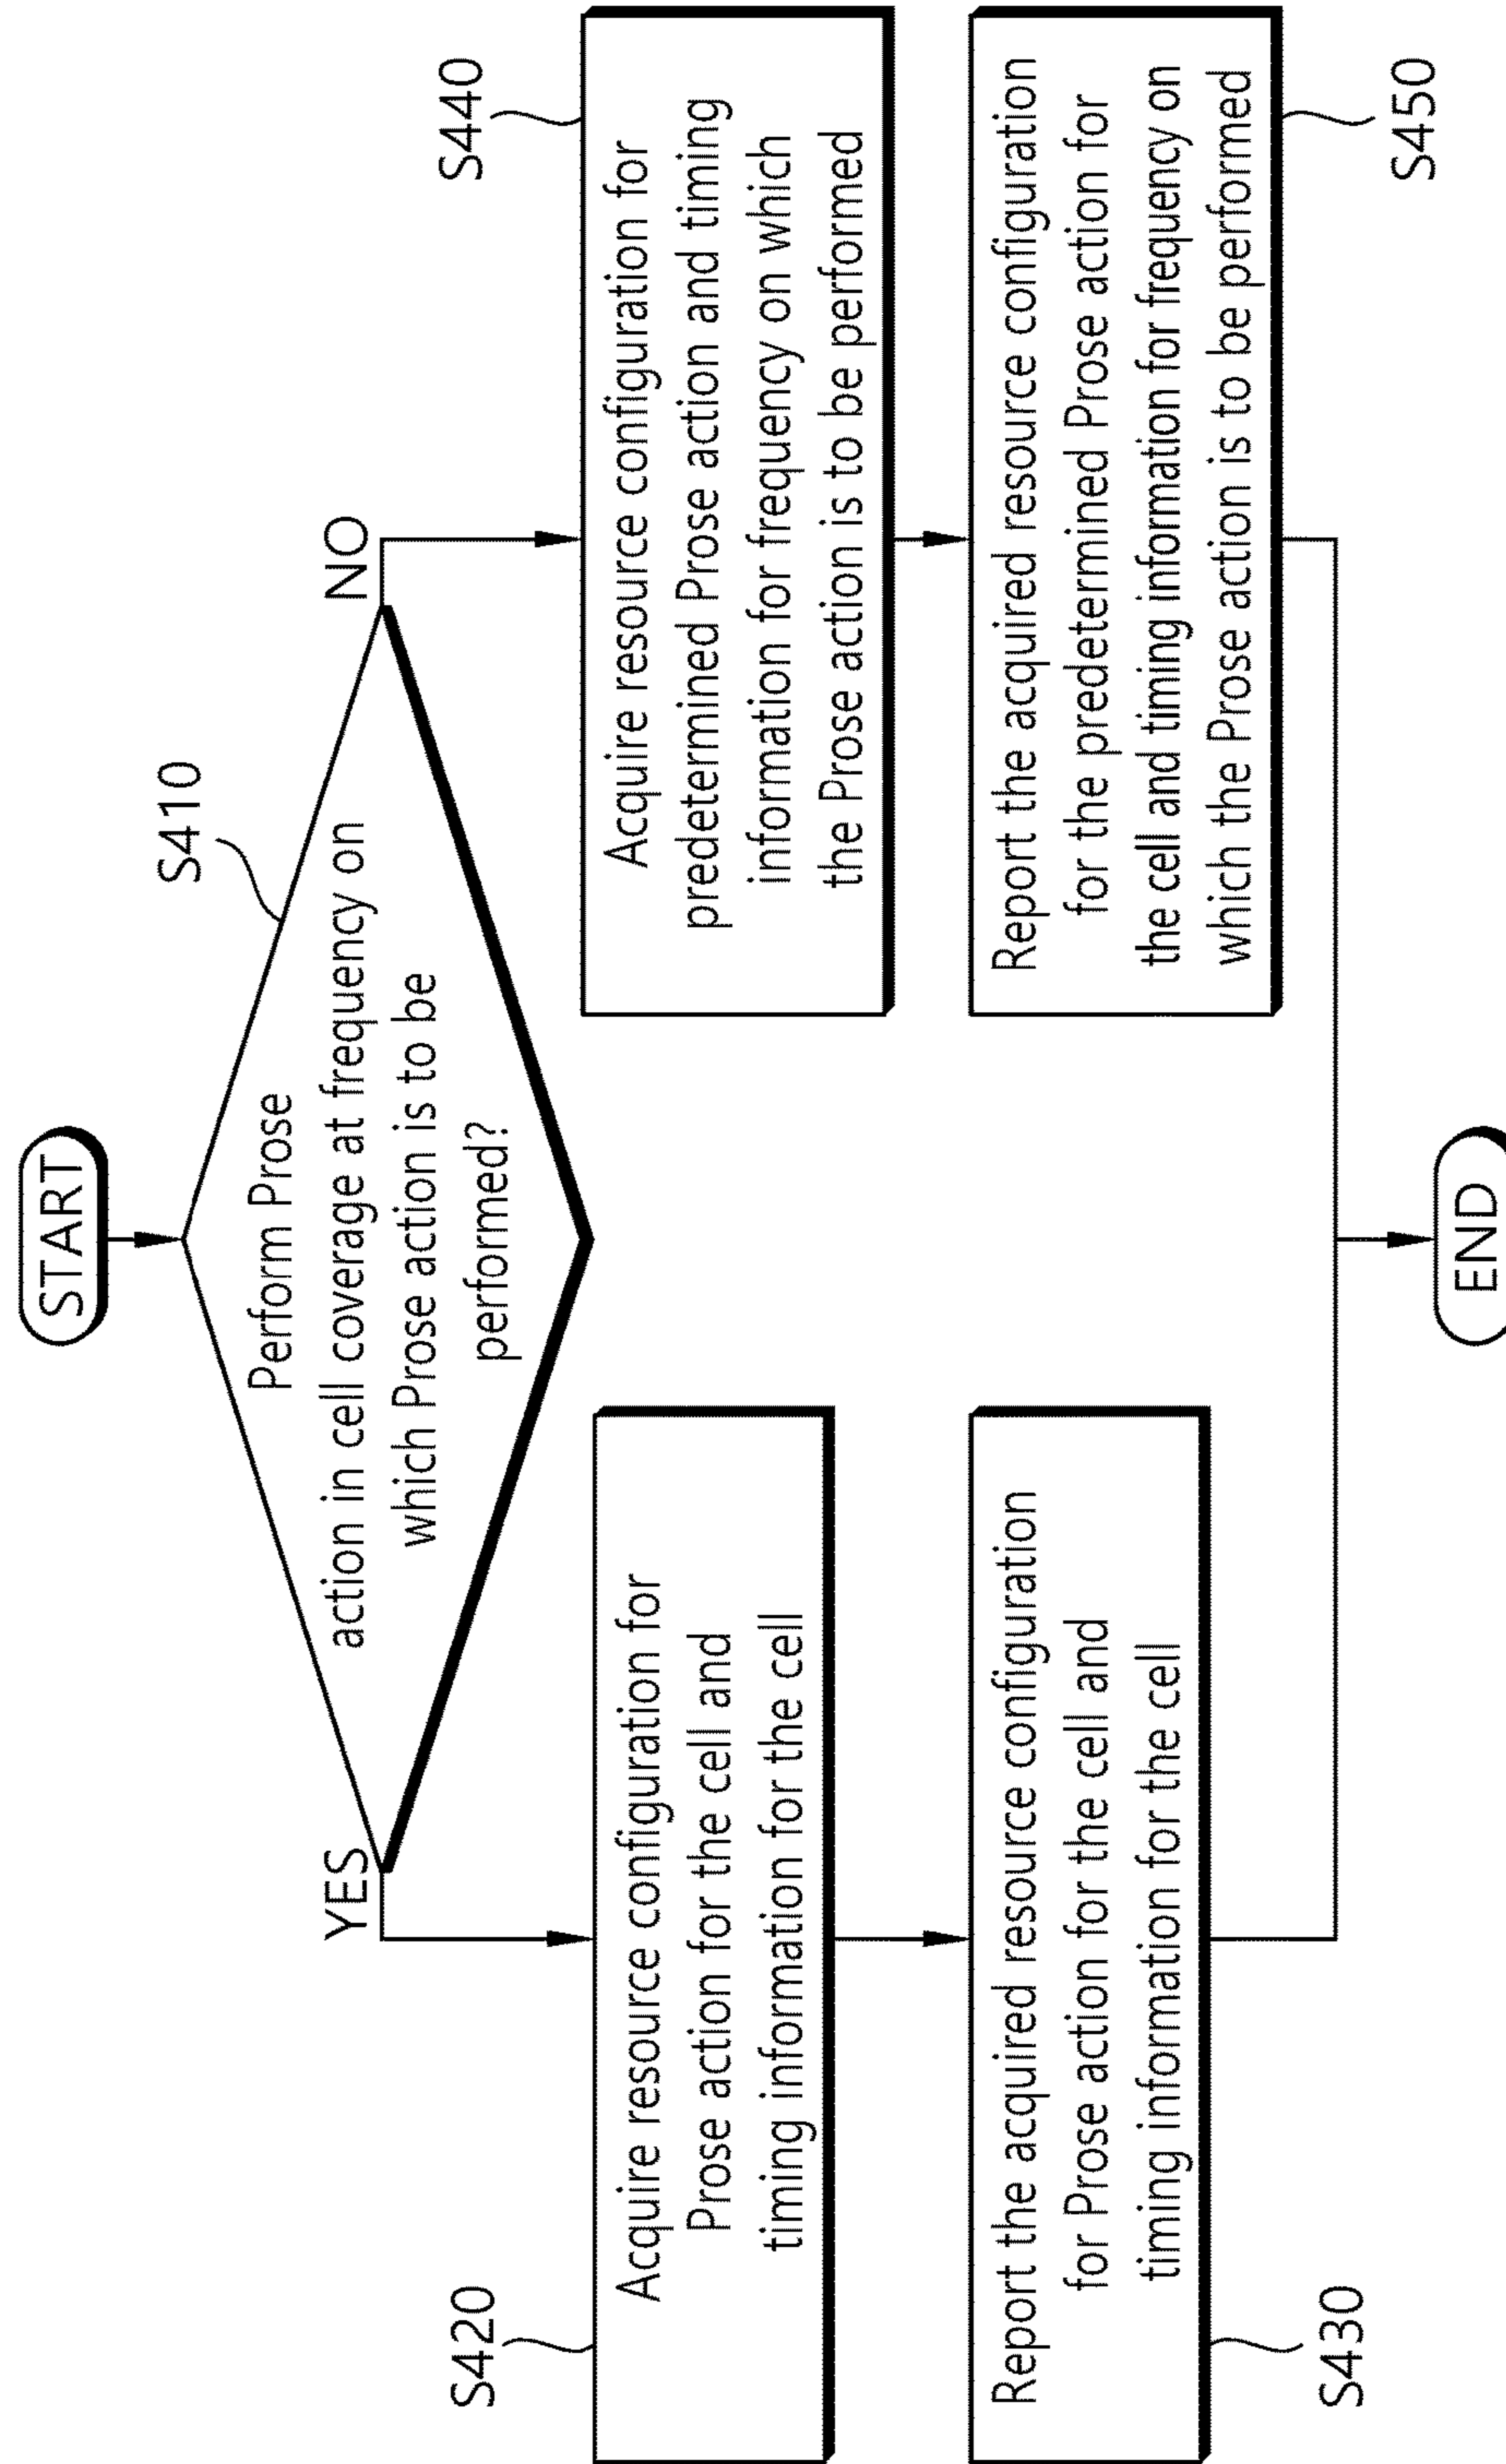 START
S410
Perform Prose
action in cell coverage at frequency on
which Prose action is to be
performed?
YES
NO
S420
Acquire resource configuration for
Prose action for the cell and
timing information for the cell
S440
Acquire resource configuration for
predetermined Prose action and timing
information for frequency on which
the Prose action is to be performed
Report the acquired resource configuration
for Prose action for the cell and
timing information for the cell
S430
Report the acquired resource configuration
for the predetermined Prose action for
the cell and timing information for frequency on
which the Prose action is to be performed
S450
END